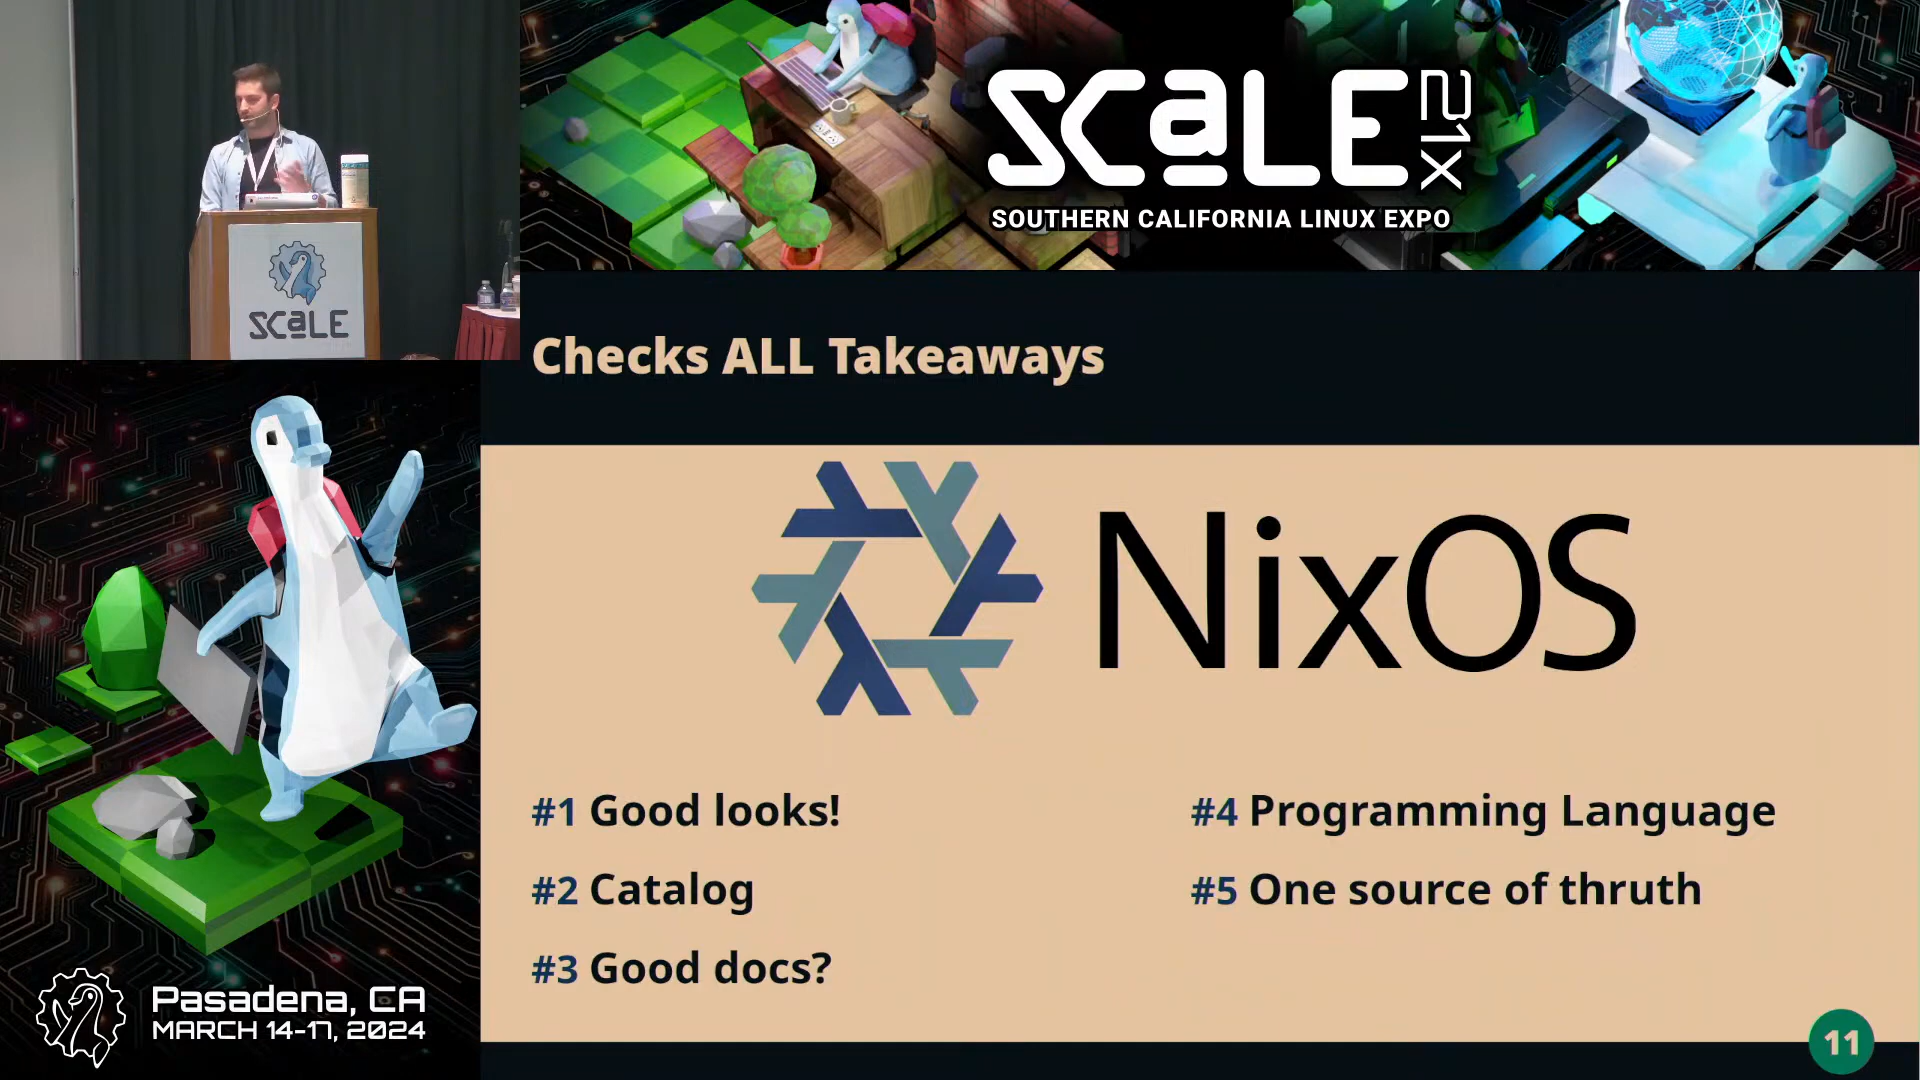 SCaLE 21x
SOUTHERN CALIFORNIA LINUX EXPO
SCaLE
Checks ALL Takeaways
NixOS
#1 Good looks!
#2 Catalog
#3 Good docs?
#4 Programming Language
#5 One source of thruth
Pasadena, CA
MARCH 14-17, 2024
11